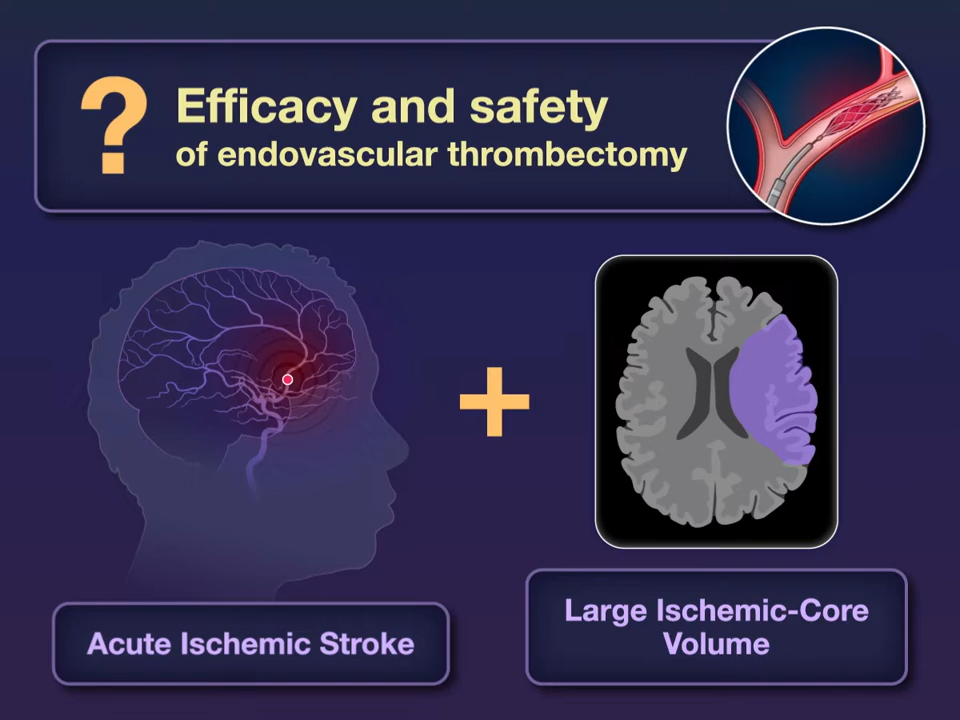 ?
Efficacy and safety
of endovascular thrombectomy
+
Acute Ischemic Stroke
Large Ischemic-Core
Volume